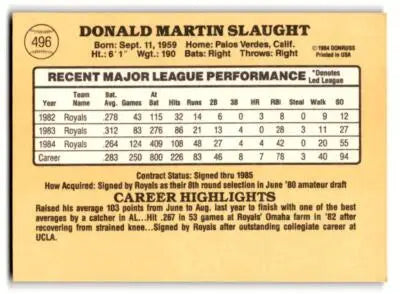 496
DONALD MARTIN SLAUGHT
Born: Sept. 11, 1959 Home: Palos Verdes, Calif.
Ht.: 6'1" Wgt.: 190 Bats: Right Throws: Right
© 1984 DONRUSS
Printed in USA
RECENT MAJOR LEAGUE PERFORMANCE *Denotes Led League
Year Team Name Bat. Avg. Games At Bat Hits Runs 2B 3B HR RBI Steal Walk SO
1982 Royals .278 43 115 32 14 6 0 3 8 0 9 12
1983 Royals .312 83 276 86 21 13 4 0 28 3 11 27
1984 Royals .264 124 409 108 48 27 4 4 42 0 20 55
Career .283 250 800 226 83 46 8 7 78 3 40 94
Contract Status: Signed thru 1985
How Acquired: Signed by Royals as their 8th round selection in June '80 amateur draft
CAREER HIGHLIGHTS
Raised his average 103 points from June to Aug. last year to finish with one of the best
averages by a catcher in AL...Hit .267 in 53 games at Royals' Omaha farm in '82 after
recovering from strained knee...Signed by Royals after outstanding collegiate career at
UCLA.